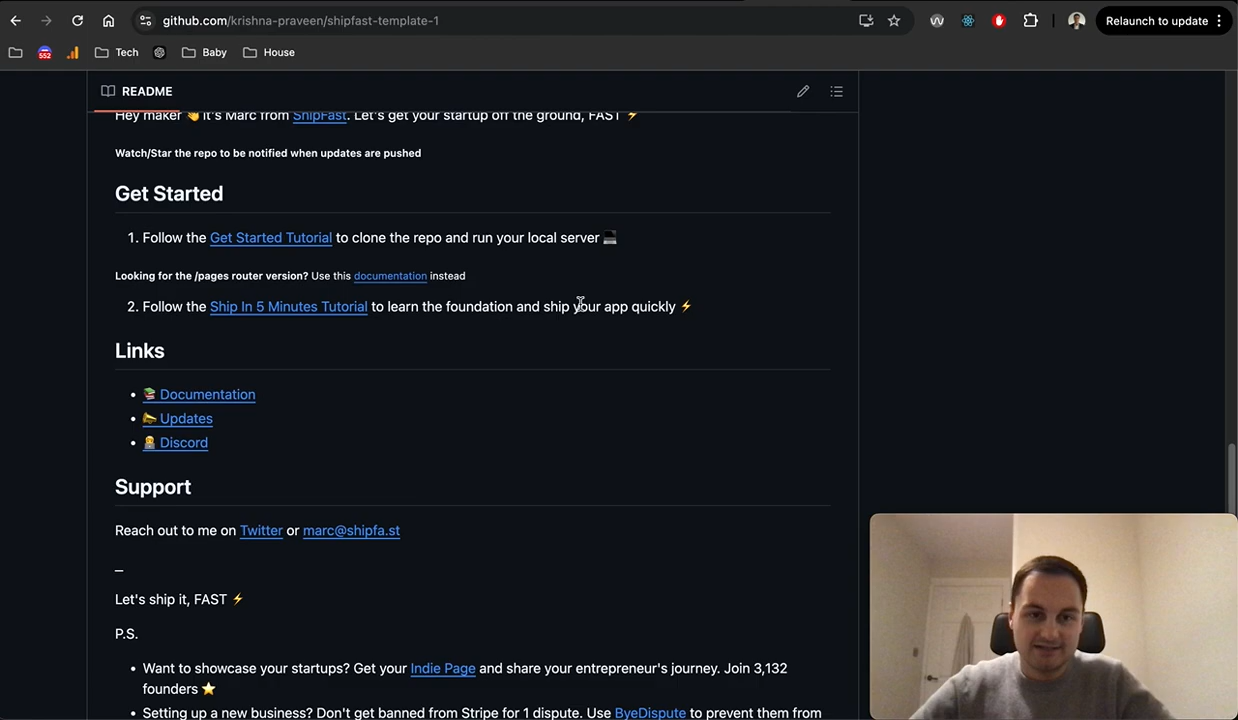 github.com/krishna-praveen/shipfast-template-1
Relaunch to update
552
Tech
Baby
House
README
Hey maker 👋 it's Marc from ShipFast. Let's get your startup off the ground, FAST ⚡
Watch/Star the repo to be notified when updates are pushed
Get Started
1. Follow the Get Started Tutorial to clone the repo and run your local server 💻
Looking for the /pages router version? Use this documentation instead
2. Follow the Ship In 5 Minutes Tutorial to learn the foundation and ship your app quickly ⚡
Links
• 📚 Documentation
• 📣 Updates
• 🧑‍💻 Discord
Support
Reach out to me on Twitter or marc@shipfa.st
_
Let's ship it, FAST ⚡
P.S.
• Want to showcase your startups? Get your Indie Page and share your entrepreneur's journey. Join 3,132
founders ⭐
• Setting up a new business? Don't get banned from Stripe for 1 dispute. Use ByeDispute to prevent them from